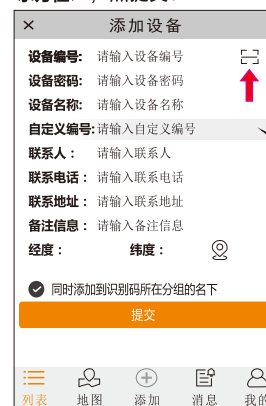 × 添加设备
设备编号: 请输入设备编号
设备密码: 请输入设备密码
设备名称: 请输入设备名称
自定义编号: 请输入自定义编号
联系人： 请输入联系人
联系电话： 请输入联系电话
联系地址： 请输入联系地址
备注信息： 请输入备注信息
经度： 纬度：
同时添加到识别码所在分组的名下
提交
列表 地图 添加 消息 我的